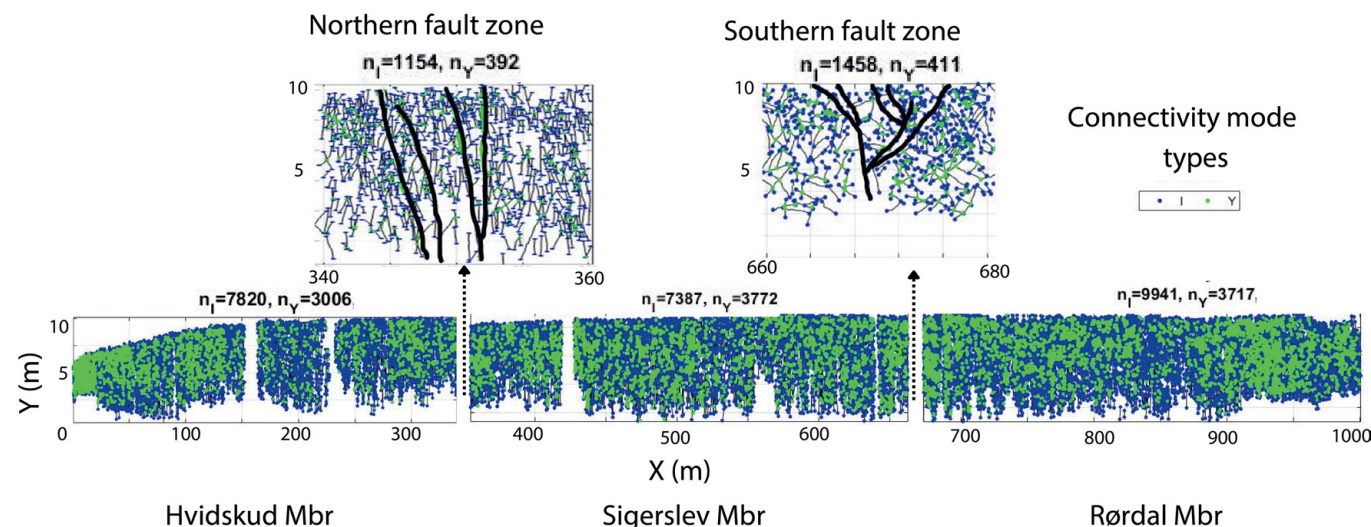 Northern fault zone
nI=1154, nY=392
10
5
340
360
Southern fault zone
nI=1458, nY=411
10
5
660
680
Connectivity mode
types
I Y
nI=7820, nY=3006
nI=7387, nY=3772
nI=9941, nY=3717,
Y (m)
10
5
0
100
200
300
400
500
600
700
800
900
1000
X (m)
Hvidskud Mbr
Sigerslev Mbr
Rørdal Mbr